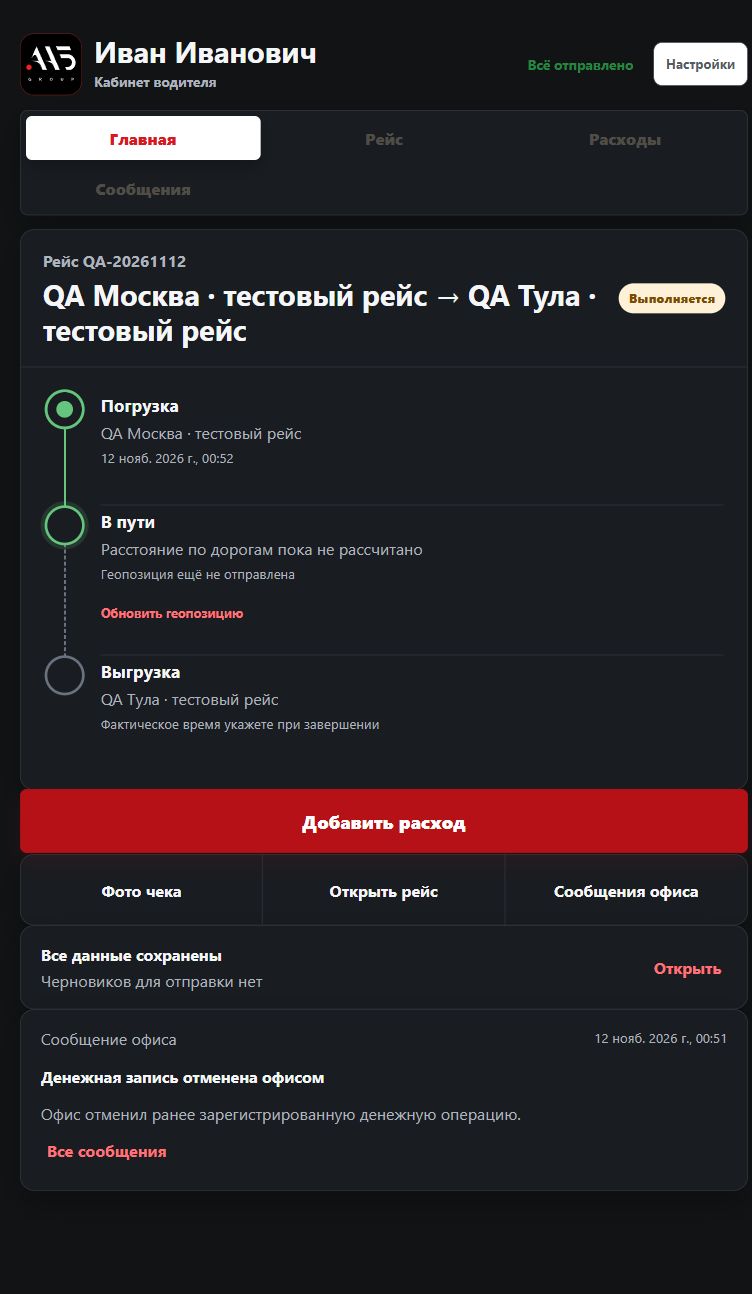 AAБ
GROUP
Иван Иванович
Кабинет водителя
Всё отправлено
Настройки
Главная
Рейс
Расходы
Сообщения
Рейс QA-20261112
QA Москва · тестовый рейс → QA Тула ·
тестовый рейс
Выполняется
Погрузка
QA Москва · тестовый рейс
12 нояб. 2026 г., 00:52
В пути
Расстояние по дорогам пока не рассчитано
Геопозиция ещё не отправлена
Обновить геопозицию
Выгрузка
QA Тула · тестовый рейс
Фактическое время укажете при завершении
Добавить расход
Фото чека
Открыть рейс
Сообщения офиса
Все данные сохранены
Черновиков для отправки нет
Открыть
Сообщение офиса
12 нояб. 2026 г., 00:51
Денежная запись отменена офисом
Офис отменил ранее зарегистрированную денежную операцию.
Все сообщения